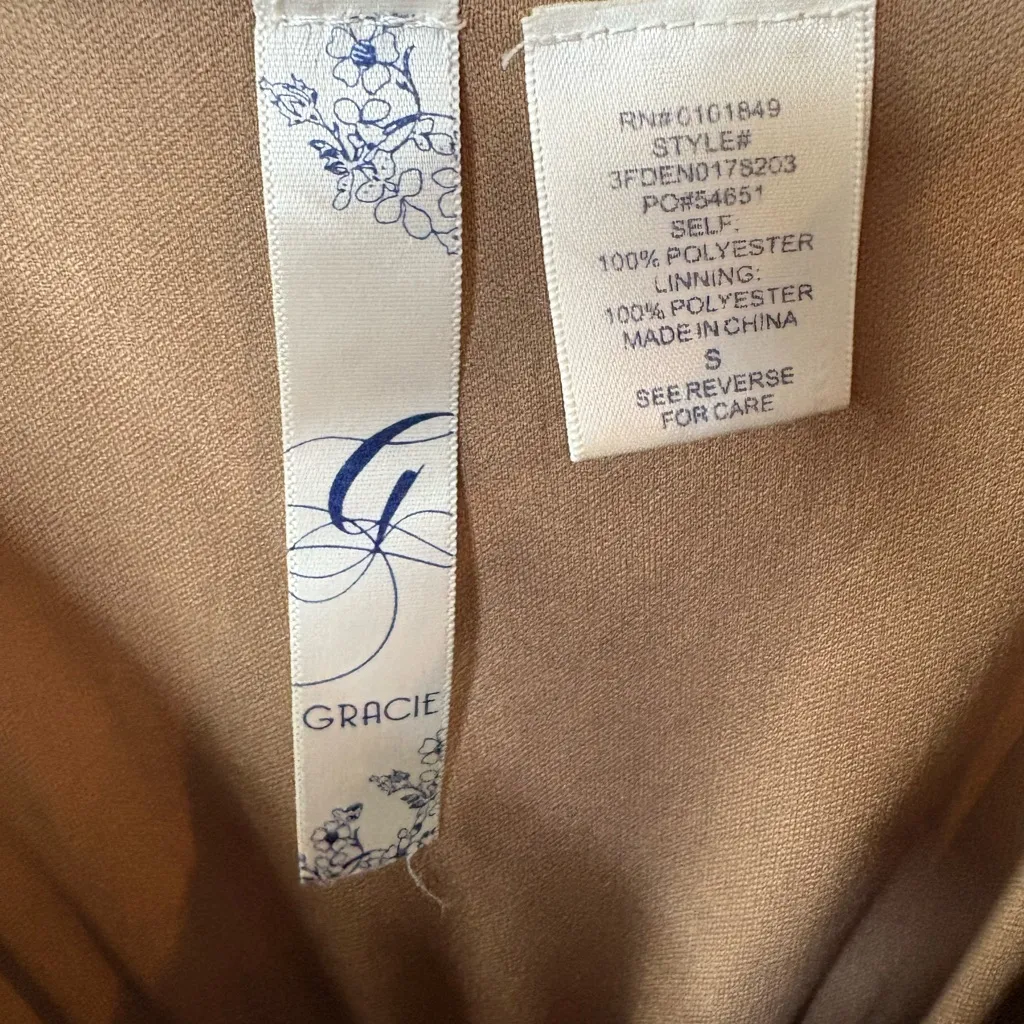 G
GRACIE
RN#0101849
STYLE#
3FDEN0178203
PO#54651
SELF:
100% POLYESTER
LINNING:
100% POLYESTER
MADE IN CHINA
S
SEE REVERSE
FOR CARE